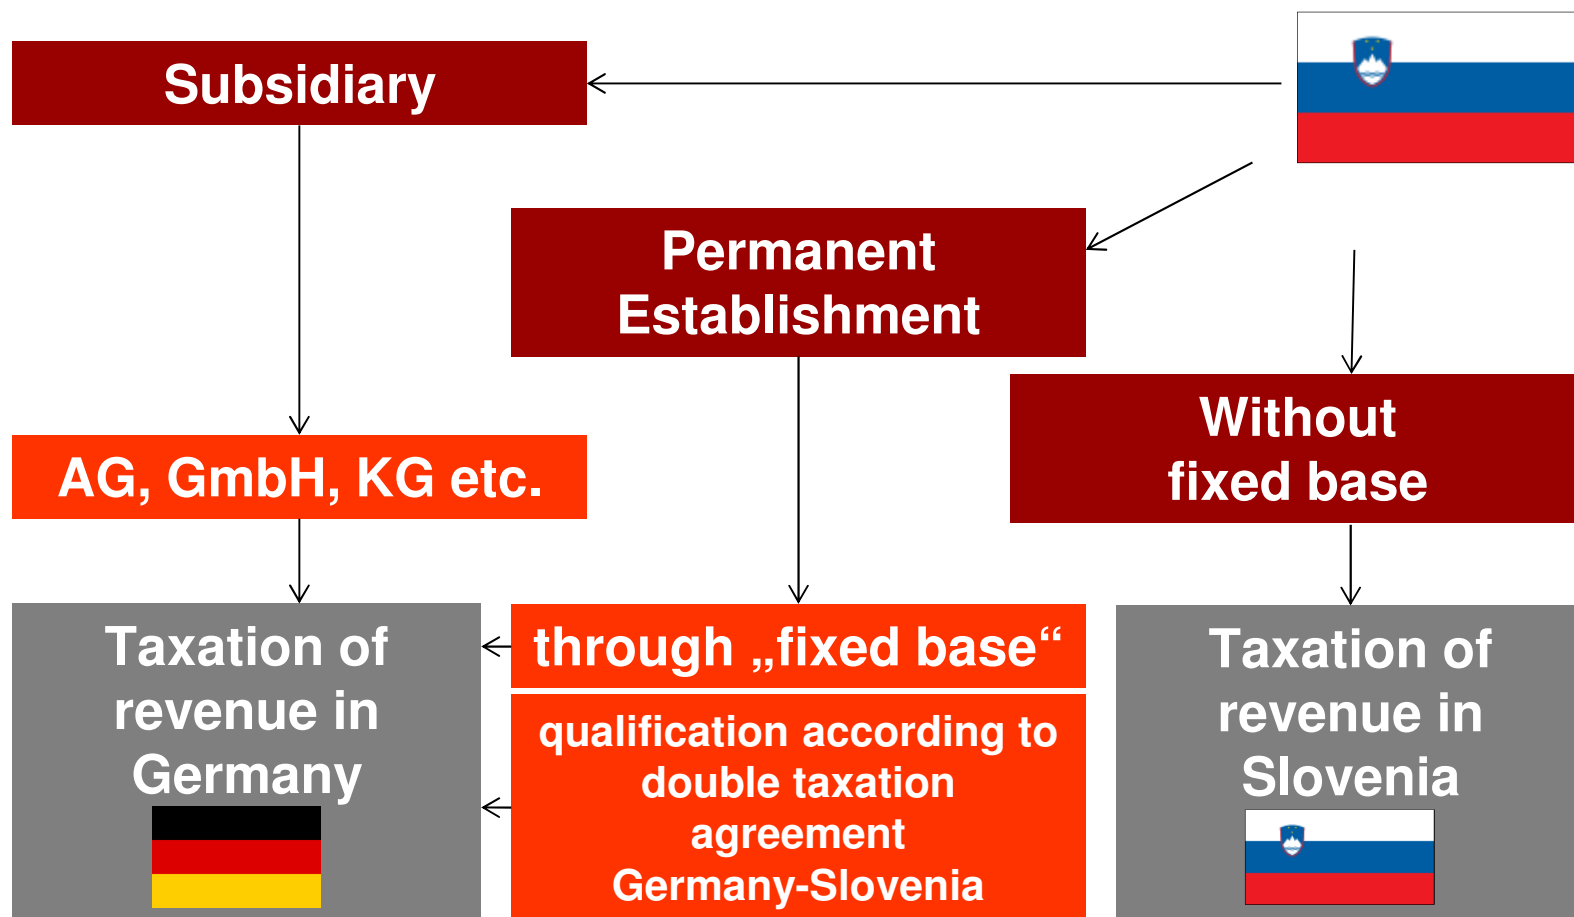 Subsidiary
Permanent
Establishment
Without
fixed base
AG, GmbH, KG etc.
Taxation of
revenue in
Germany
through „fixed base“
qualification according to
double taxation
agreement
Germany-Slovenia
Taxation of
revenue in
Slovenia